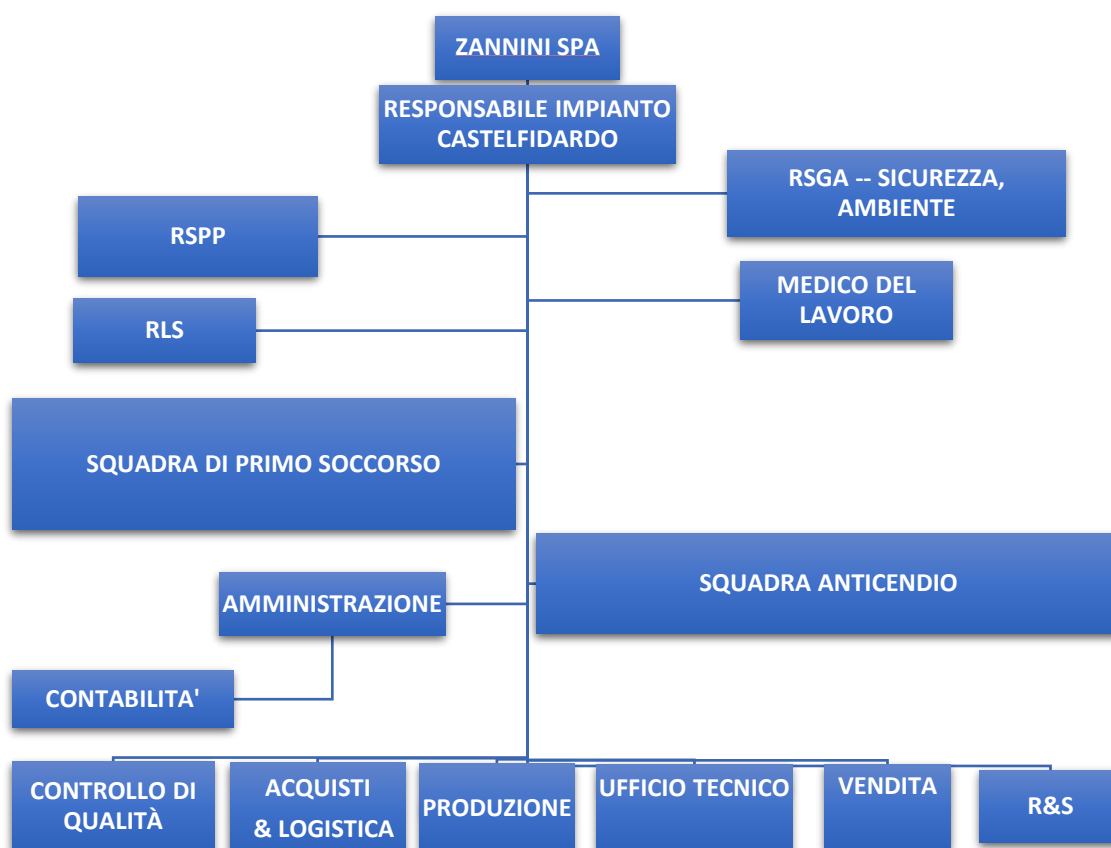 ZANNINI SPA
RESPONSABILE IMPIANTO
CASTELFIDARDO
RSGA -- SICUREZZA,
AMBIENTE
RSPP
MEDICO DEL
LAVORO
RLS
SQUADRA DI PRIMO SOCCORSO
SQUADRA ANTICENDIO
AMMINISTRAZIONE
CONTABILITA'
CONTROLLO DI
QUALITÀ
ACQUISTI
& LOGISTICA
PRODUZIONE
UFFICIO TECNICO
VENDITA
R&S